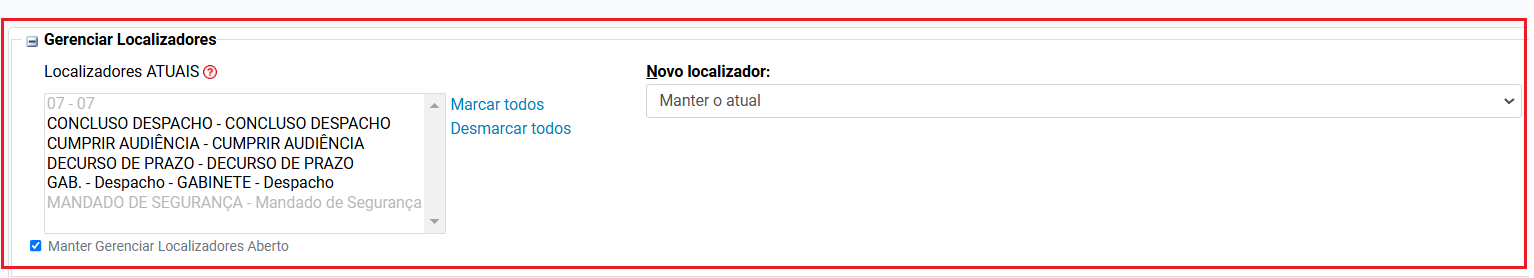 Gerenciar Localizadores
Localizadores ATUAIS ?
07 - 07
CONCLUSO DESPACHO - CONCLUSO DESPACHO
CUMPRIR AUDIÊNCIA - CUMPRIR AUDIÊNCIA
DECURSO DE PRAZO - DECURSO DE PRAZO
GAB. - Despacho - GABINETE - Despacho
MANDADO DE SEGURANÇA - Mandado de Segurança
Marcar todos
Desmarcar todos
Manter Gerenciar Localizadores Aberto
Novo localizador:
Manter o atual